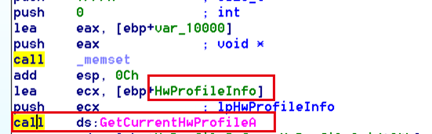 push 0 ; int
lea eax, [ebp+var_10000]
push eax ; void *
call _memset
add esp, 0Ch
lea ecx, [ebp+HwProfileInfo]
push ecx ; lpHwProfileInfo
call ds:GetCurrentHwProfileA